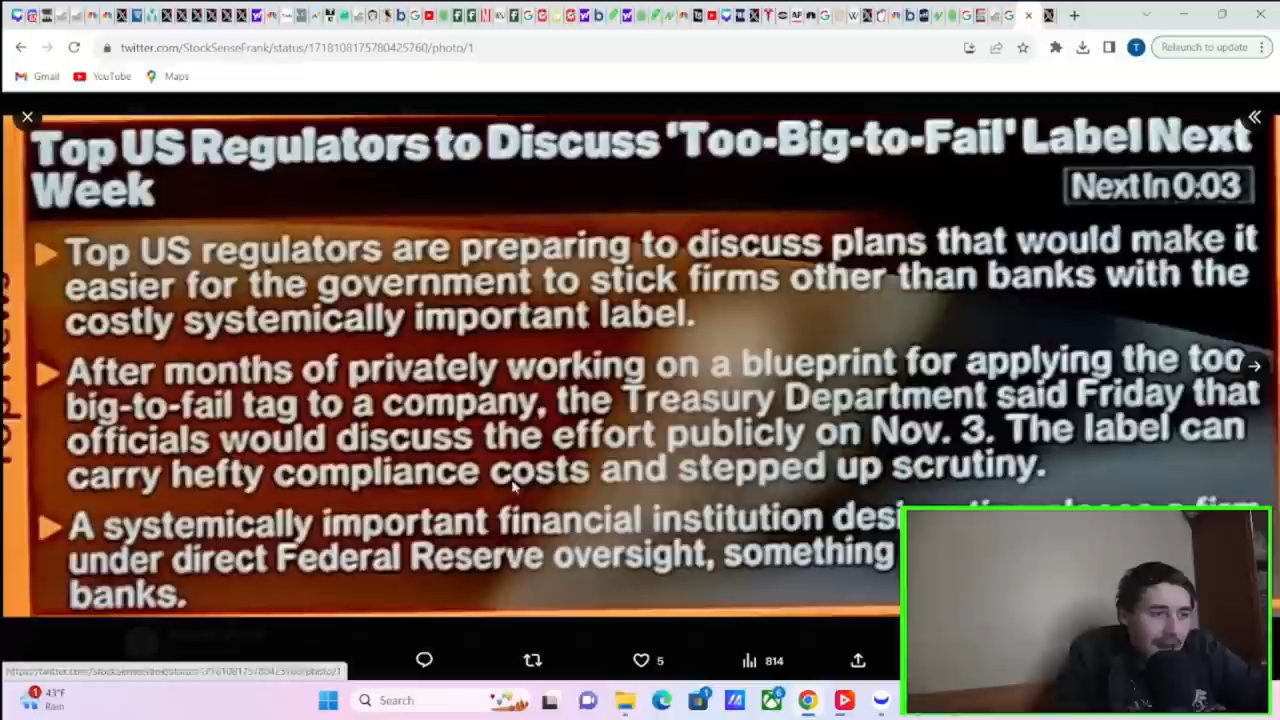 twitter.com/StockSenseFrank/status/1718108175780425760/photo/1
T
Relaunch to update
Gmail
YouTube
Maps
Top US Regulators to Discuss 'Too-Big-to-Fail' Label Next
Week
Next In 0:03
Top US regulators are preparing to discuss plans that would make it
easier for the government to stick firms other than banks with the
costly systemically important label.
After months of privately working on a blueprint for applying the too
big-to-fail tag to a company, the Treasury Department said Friday that
officials would discuss the effort publicly on Nov. 3. The label can
carry hefty compliance costs and stepped up scrutiny.
A systemically important financial institution
under direct Federal Reserve oversight, something
banks.
5
814
43°F
Rain
Search